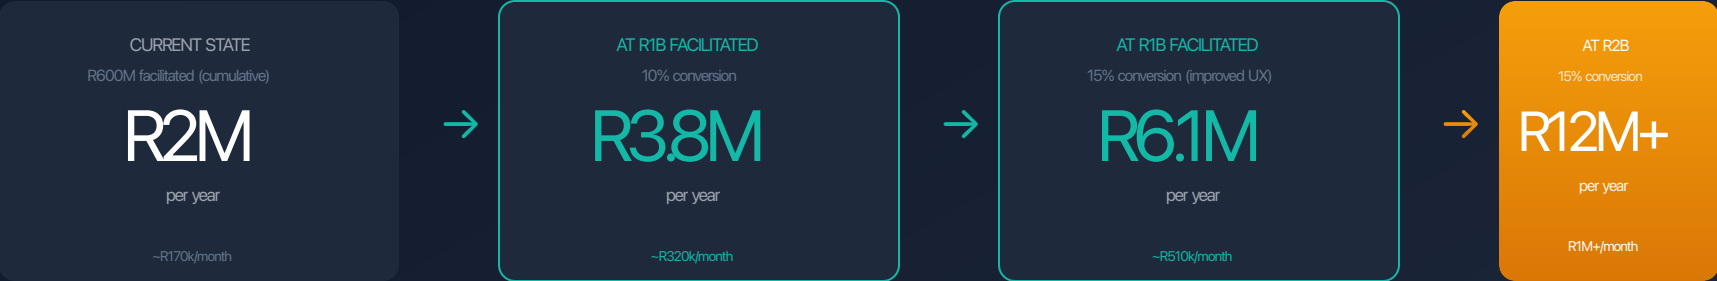 CURRENT STATE
R600M facilitated (cumulative)
R2M
per year
~R170k/month
AT R1B FACILITATED
10% conversion
R3.8M
per year
~R320k/month
AT R1B FACILITATED
15% conversion (improved UX)
R6.1M
per year
~R510k/month
AT R2B
15% conversion
R12M+
per year
R1M+/month